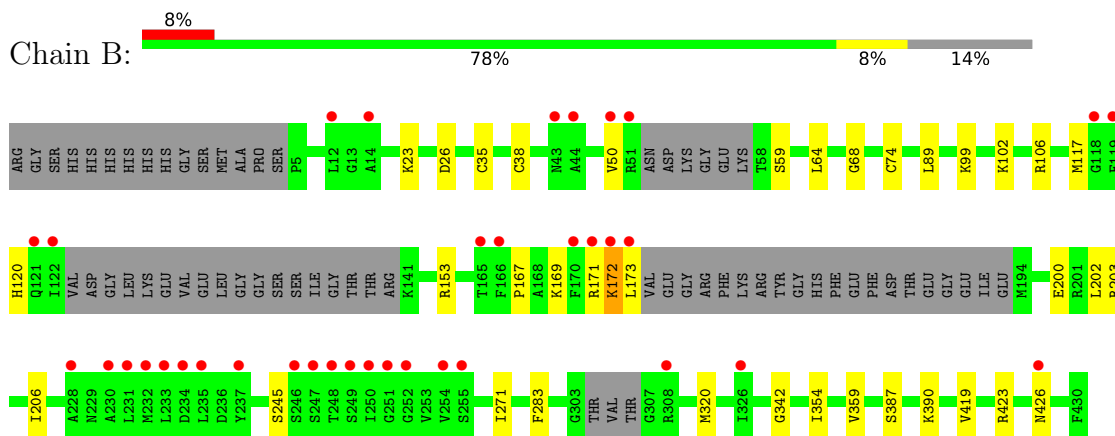 8%
Chain B:
78% 8% 14%
ARG GLY SER HIS HIS HIS HIS HIS HIS GLY SER MET ALA PRO SER P5 L12 G13 A14 K23 D26 C35 C38 N43 A44 V50 R51 ASN ASP LYS GLY GLU LYS T58 S59 L64 G68 C74 L89 K99 K102 R106 M117 G118
H120 Q121 I122 VAL ASP GLY LEU LYS GLU VAL GLU LEU GLY GLY SER SER ILE GLY THR THR ARG K141 R153 T165 F166 P167 A168 K169 F170 R171 K172 L173 VAL GLU GLY ARG PHE LYS ARG TYR GLY HIS PHE GLU PHE ASP THR GLU GLY GLU ILE GLU M194 E200 R201 L202
I206 A228 N229 A230 L231 M232 L233 D234 L235 D236 Y237 S245 S246 S247 T248 S249 I250 G251 G252 V253 V254 S255 I271 F283 G303 THR VAL THR G307 R308 M320 I326 G342 I354 V359 S387 K390 V419 R423 N426 F430